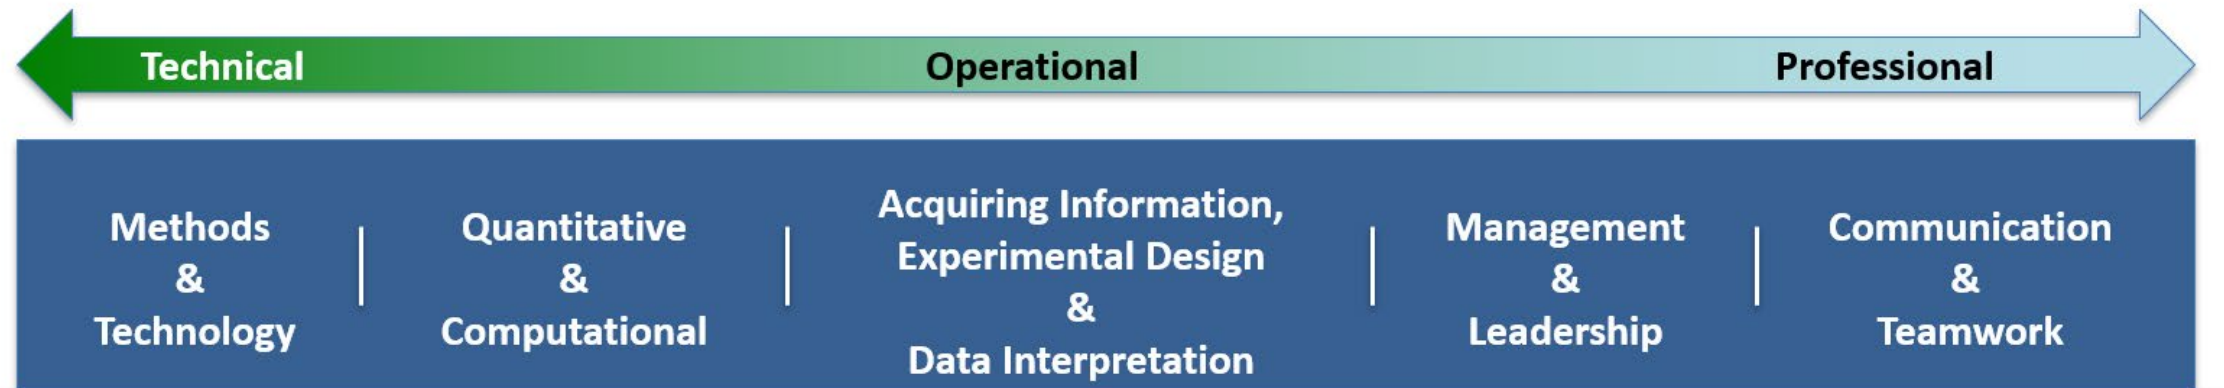 Technical
Operational
Professional
Methods
&
Technology
Quantitative
&
Computational
Acquiring Information,
Experimental Design
&
Data Interpretation
Management
&
Leadership
Communication
&
Teamwork